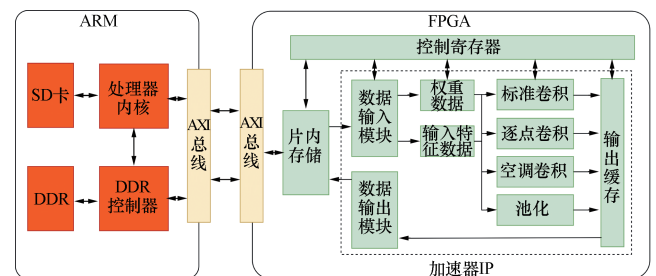 ARM
FPGA
控制寄存器
SD卡
处理器
内核
DDR
DDR
控制器
AXI
总
线
AXI
总
线
片内
存储
数据
输入
模块
权重
数据
输入特
征数据
数据
输出
模块
标准卷积
逐点卷积
空调卷积
池化
输
出
缓
存
加速器IP